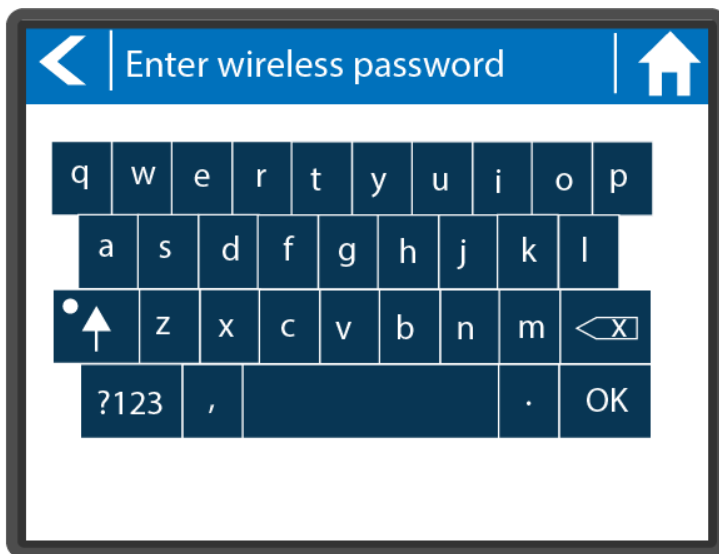 Enter wireless password
q w e r t y u i o p
a s d f g h j k l
z x c v b n m x
?123 , . OK